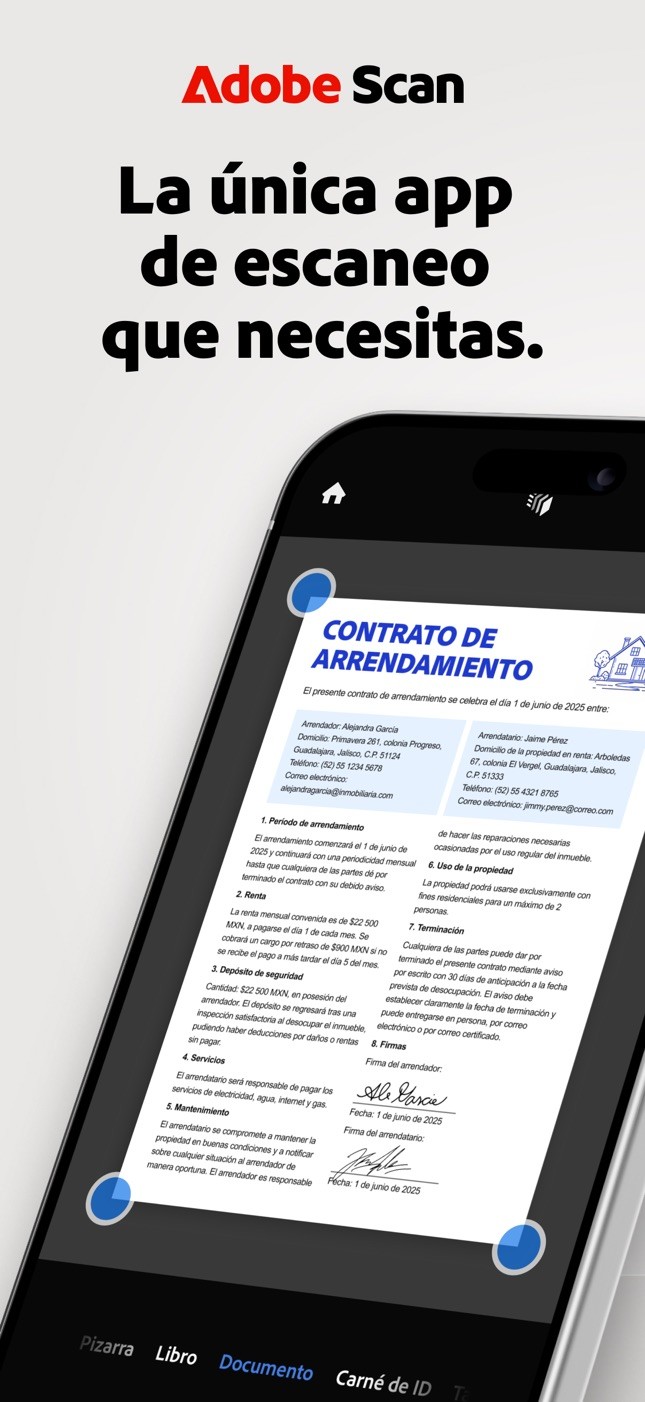 Adobe Scan
La única app
de escaneo
que necesitas.
CONTRATO DE
ARRENDAMIENTO
El presente contrato de arrendamiento se celebra el día 1 de junio de 2025 entre:
Arrendador: Alejandra García
Domicilio: Primavera 261, colonia Progreso,
Guadalajara, Jalisco, C.P. 51124
Teléfono: (52) 55 1234 5678
Correo electrónico:
alejandragarcia@inmobiliaria.com
Arrendatario: Jaime Pérez
Domicilio de la propiedad en renta: Arboledas
67, colonia El Vergel, Guadalajara, Jalisco,
C.P. 51333
Teléfono: (52) 55 4321 8765
Correo electrónico: jimmy.perez@correo.com
1. Período de arrendamiento
El arrendamiento comenzará el 1 de junio de
2025 y continuará con una periodicidad mensual
hasta que cualquiera de las partes dé por
terminado el contrato con su debido aviso.
2. Renta
La renta mensual convenida es de $22 500
MXN, a pagarse el día 1 de cada mes. Se
cobrará un cargo por retraso de $900 MXN si no
se recibe el pago a más tardar el día 5 del mes.
3. Depósito de seguridad
Cantidad: $22 500 MXN, en posesión del
arrendador. El depósito se regresará tras una
inspección satisfactoria al desocupar el inmueble,
pudiendo haber deducciones por daños o rentas
sin pagar.
4. Servicios
El arrendatario será responsable de pagar los
servicios de electricidad, agua, internet y gas.
5. Mantenimiento
El arrendatario se compromete a mantener la
propiedad en buenas condiciones y a notificar
sobre cualquier situación al arrendador de
manera oportuna. El arrendador es responsable
de hacer las reparaciones necesarias
ocasionadas por el uso regular del inmueble.
6. Uso de la propiedad
La propiedad podrá usarse exclusivamente con
fines residenciales para un máximo de 2
personas.
7. Terminación
Cualquiera de las partes puede dar por
terminado el presente contrato mediante aviso
por escrito con 30 días de anticipación a la fecha
prevista de desocupación. El aviso debe
establecer claramente la fecha de terminación y
puede entregarse en persona, por correo
electrónico o por correo certificado.
8. Firmas
Firma del arrendador:
Ale Garcia
Fecha: 1 de junio de 2025
Firma del arrendatario:
Fecha: 1 de junio de 2025
Pizarra Libro Documento Carné de ID